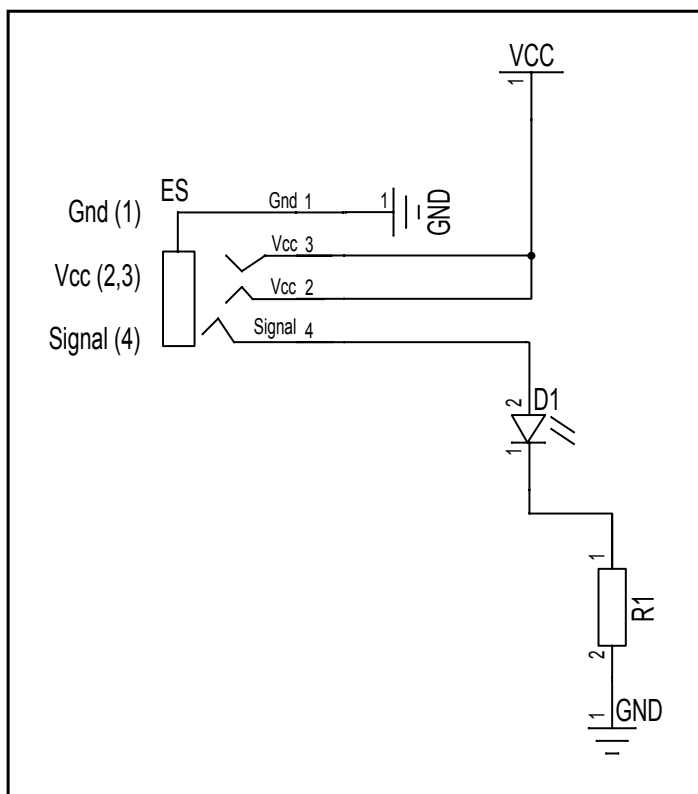 VCC
1
ES
Gnd (1)
Gnd 1
1
GND
Vcc 3
Vcc (2,3)
Vcc 2
Signal (4)
Signal 4
2
D1
1
1
R1
2
1
GND